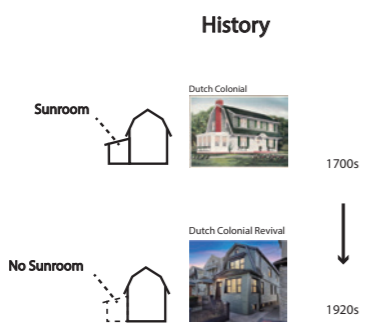 History
Dutch Colonial
Sunroom
1700s
Dutch Colonial Revival
No Sunroom
1920s